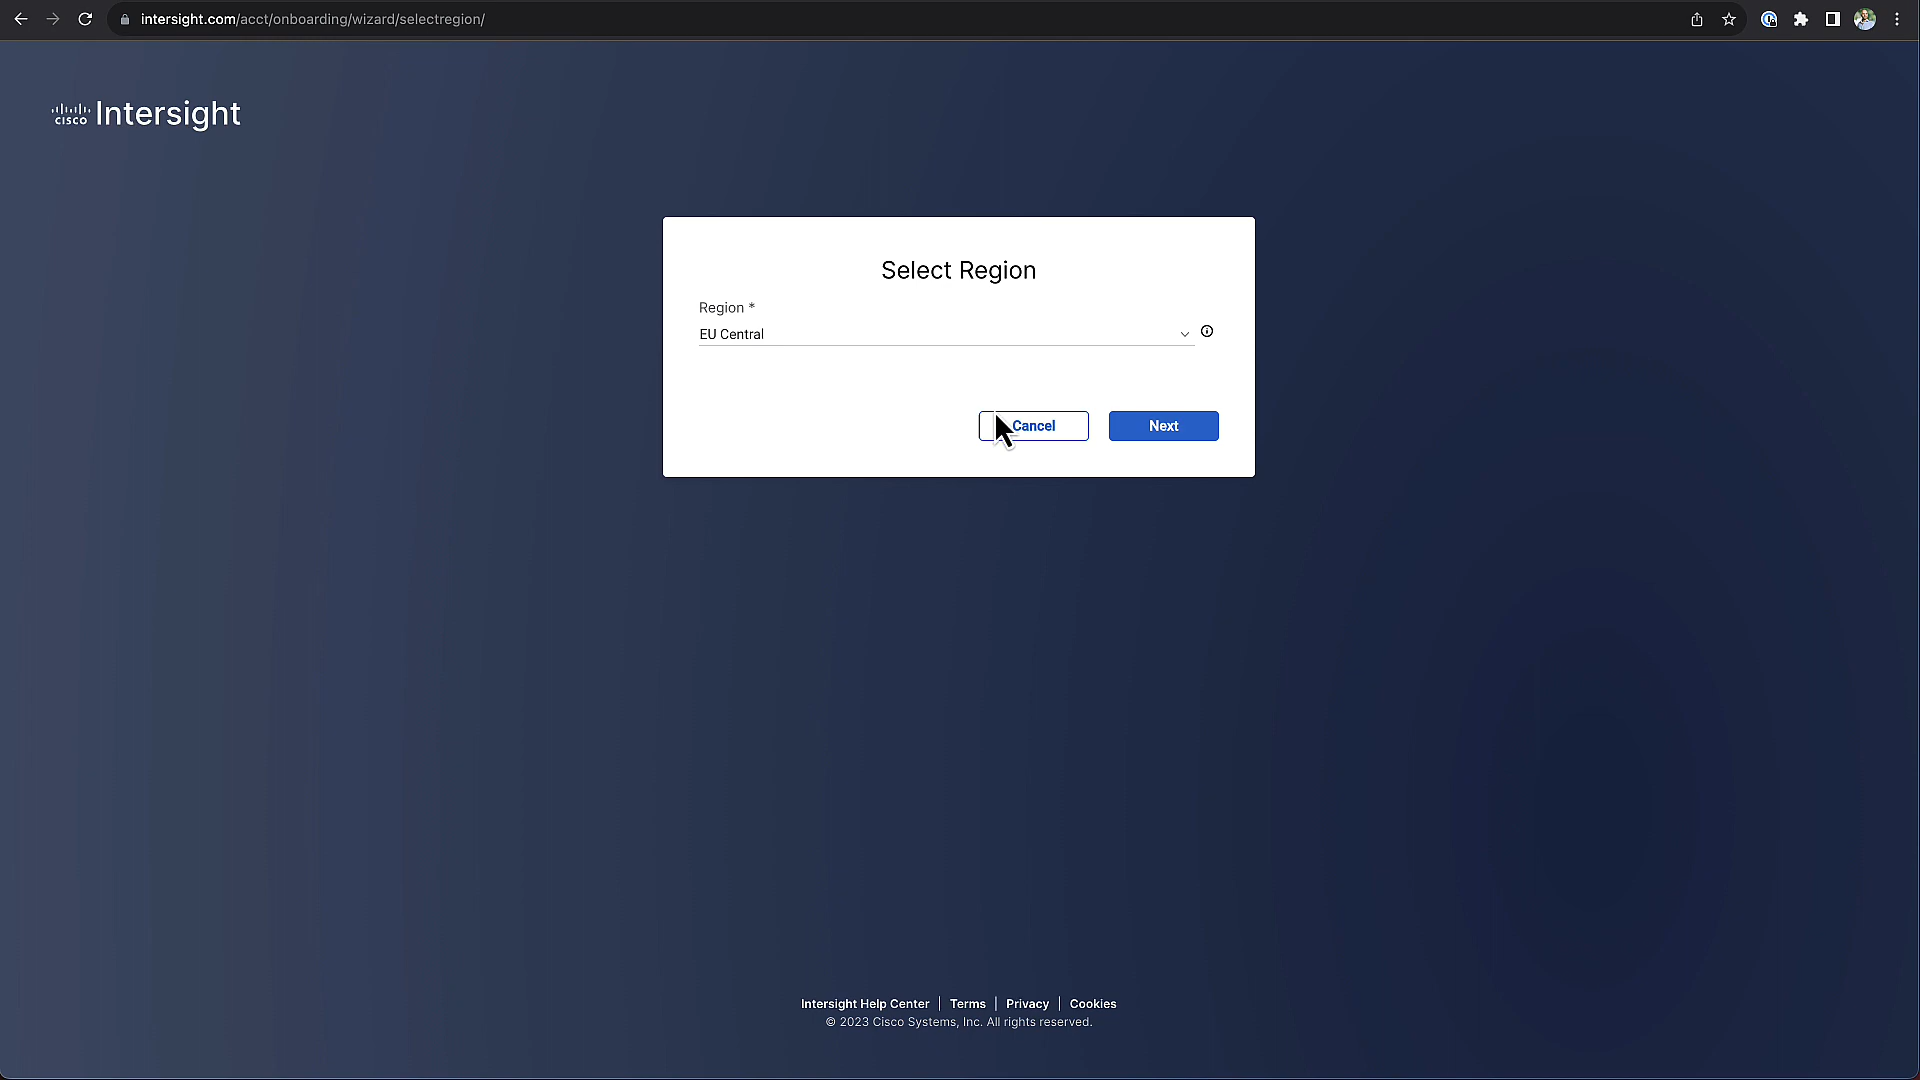 intersight.com/acct/onboarding/wizard/selectregion/
cisco Intersight
Select Region
Region *
EU Central
Cancel Next
Intersight Help Center | Terms | Privacy | Cookies
© 2023 Cisco Systems, Inc. All rights reserved.